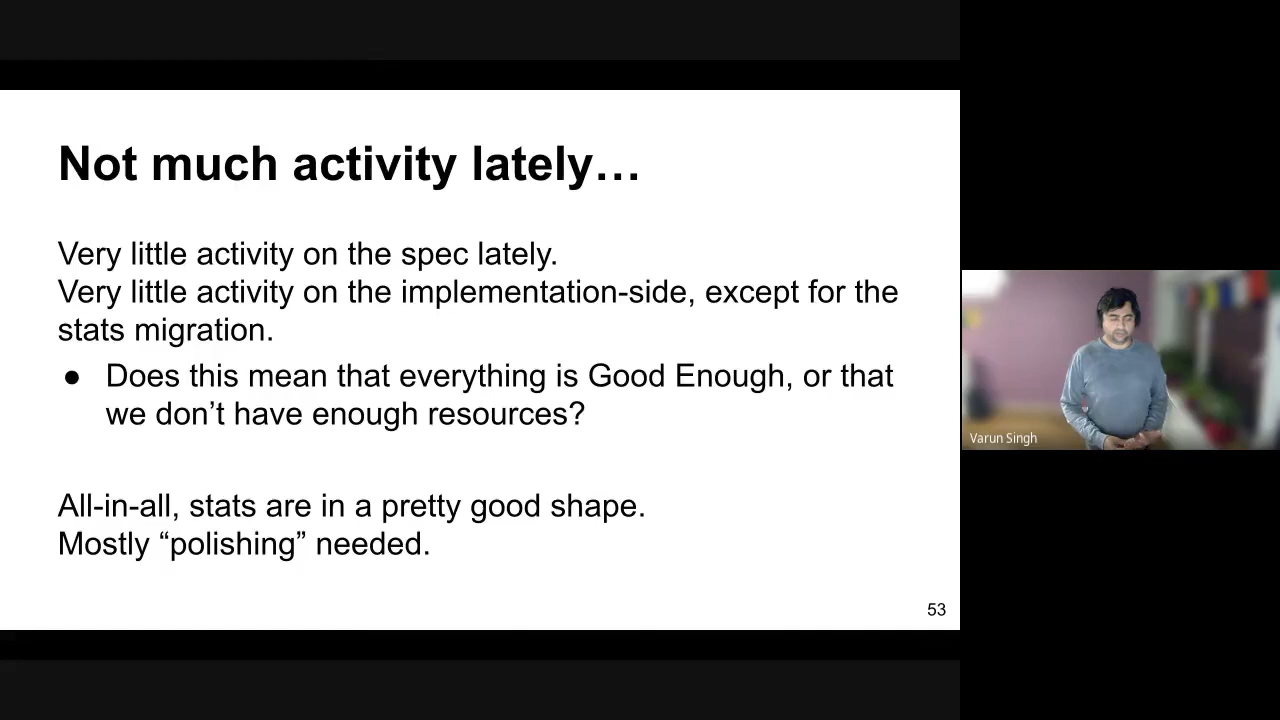 Not much activity lately…
Very little activity on the spec lately.
Very little activity on the implementation-side, except for the
stats migration.
● Does this mean that everything is Good Enough, or that
we don’t have enough resources?
All-in-all, stats are in a pretty good shape.
Mostly “polishing” needed.
53
Varun Singh